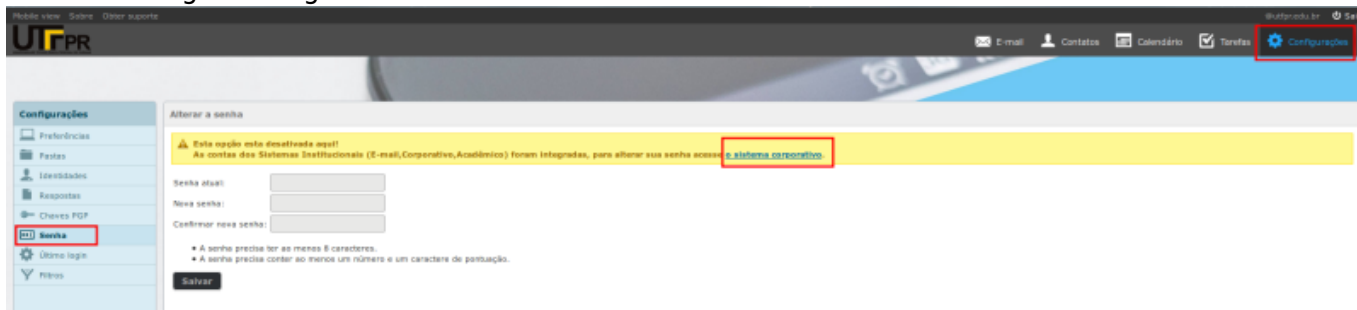 Mobile view Sobre Obter suporte
@utfpr.edu.br
UTFPR
E-mail Contatos Calendário Tarefas Configurações
Configurações
Preferências
Pastas
Identidades
Respostas
Chaves PGP
Senha
Último login
Filtros
Alterar a senha
Esta opção esta desativada aqui!
As contas dos Sistemas Institucionais (E-mail,Corporativo,Acadêmico) foram integradas, para alterar sua senha acesse o sistema corporativo.
Senha atual:
Nova senha:
Confirmar nova senha:
A senha precisa ter ao menos 8 caracteres.
A senha precisa conter ao menos um número e um caractere de pontuação.
Salvar